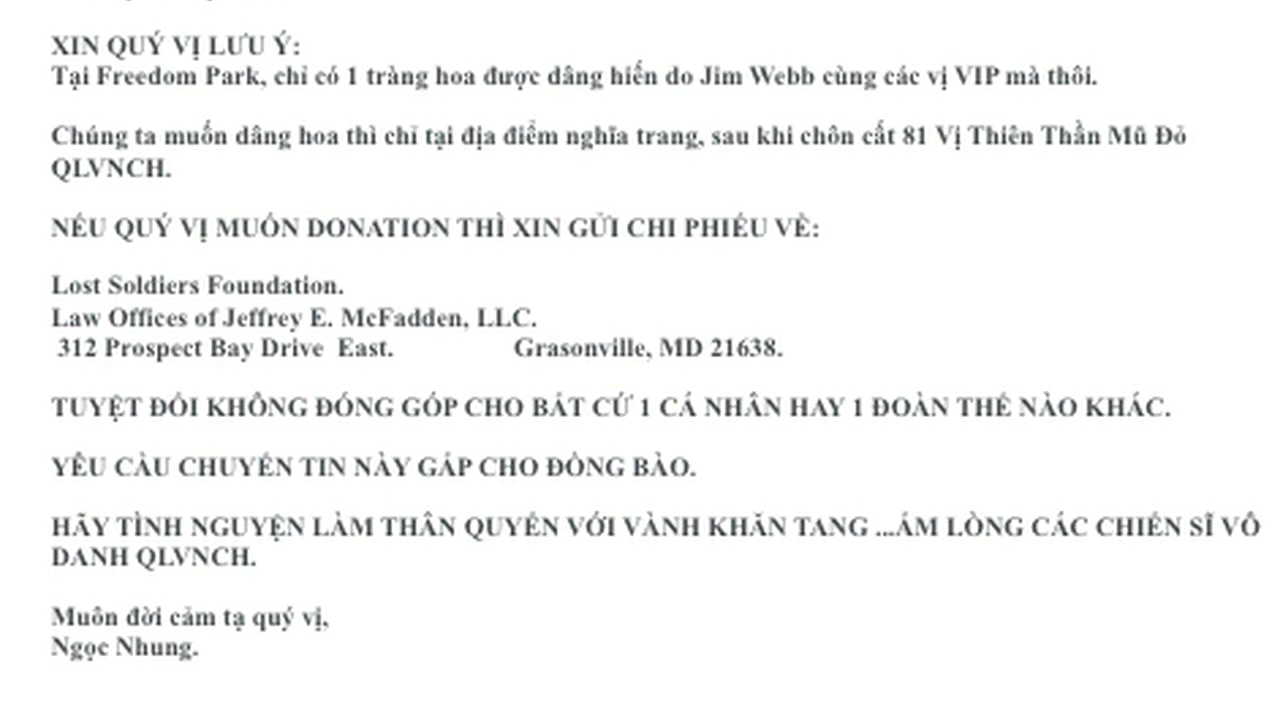 XIN QUÝ VỊ LƯU Ý:
Tại Freedom Park, chỉ có 1 tràng hoa được dâng hiến do Jim Webb cùng các vị VIP mà thôi.
Chúng ta muốn dâng hoa thì chỉ tại địa điểm nghĩa trang, sau khi chôn cất 81 Vị Thiên Thần Mũ Đỏ
QLVNCH.
NẾU QUÝ VỊ MUỐN DONATION THÌ XIN GỬI CHI PHIẾU VỀ:
Lost Soldiers Foundation.
Law Offices of Jeffrey E. McFadden, LLC.
312 Prospect Bay Drive East. Grasonville, MD 21638.
TUYỆT ĐỐI KHÔNG ĐÓNG GÓP CHO BẤT CỨ 1 CÁ NHÂN HAY 1 ĐOÀN THỂ NÀO KHÁC.
YÊU CẦU CHUYỂN TIN NÀY GẤP CHO ĐỒNG BÀO.
HÃY TÌNH NGUYỆN LÀM THÂN QUYẾN VỚI VÀNH KHĂN TANG ...ẤM LÒNG CÁC CHIẾN SĨ VÔ
DANH QLVNCH.
Muôn đời cảm tạ quý vị,
Ngọc Nhung.